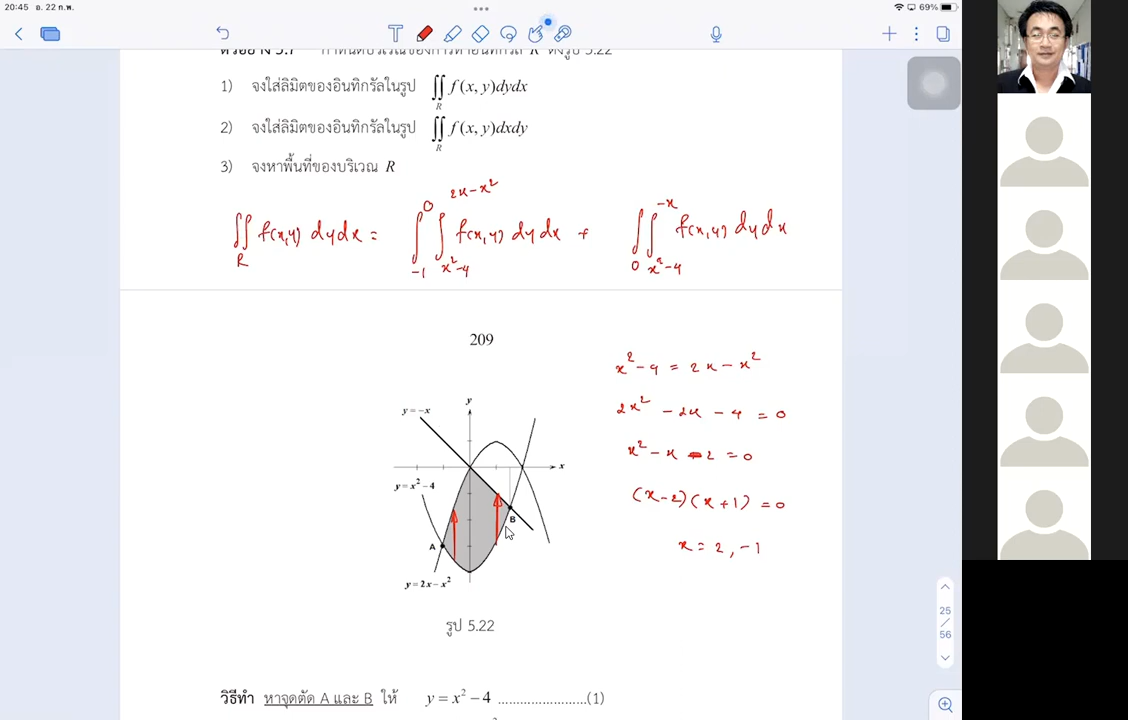 20:45 อ. 22 ก.พ.
69%
T
1) จงใส่ลิมิตของอินทิกรัลในรูป ∬_R f(x, y)dydx
2) จงใส่ลิมิตของอินทิกรัลในรูป ∬_R f(x, y)dxdy
3) จงหาพื้นที่ของบริเวณ R
∬_R f(x,y) dydx = ∫_{-1}^{0} ∫_{x²-4}^{2x-x²} f(x,y) dydx + ∫_0 ∫_{x²-4}^{-x} f(x,y) dydx
209
x² - 4 = 2x - x²
2x² - 2x - 4 = 0
x² - x - 2 = 0
(x-2)(x+1) = 0
x = 2, -1
y
y = -x
x
y = x² - 4
B
A
y = 2x - x²
รูป 5.22
25
/
56
วิธีทำ หาจุดตัด A และ B ให้ y = x² - 4 ........................(1)